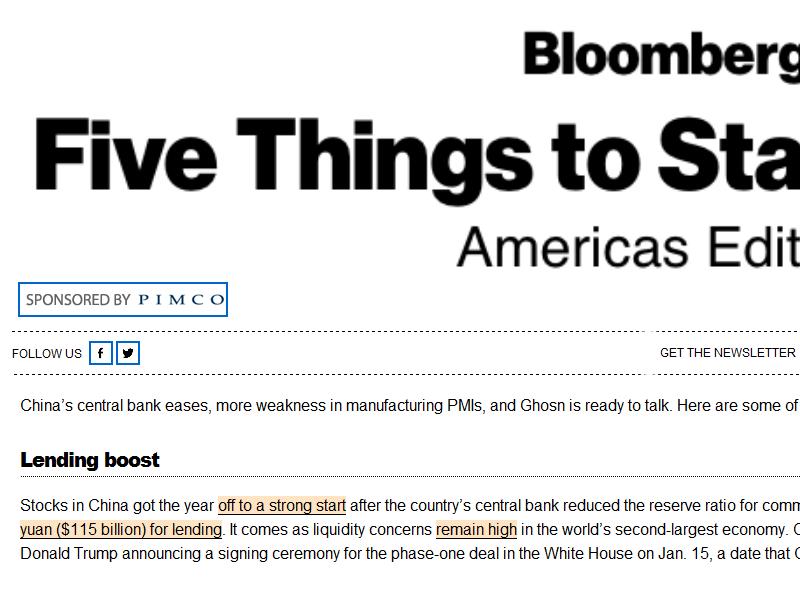 Bloomberg
Five Things to Sta
Americas Edit
SPONSORED BY PIMCO
FOLLOW US
GET THE NEWSLETTER
China’s central bank eases, more weakness in manufacturing PMIs, and Ghosn is ready to talk. Here are some of
Lending boost
Stocks in China got the year off to a strong start after the country’s central bank reduced the reserve ratio for comm
yuan ($115 billion) for lending. It comes as liquidity concerns remain high in the world’s second-largest economy.
Donald Trump announcing a signing ceremony for the phase-one deal in the White House on Jan. 15, a date that